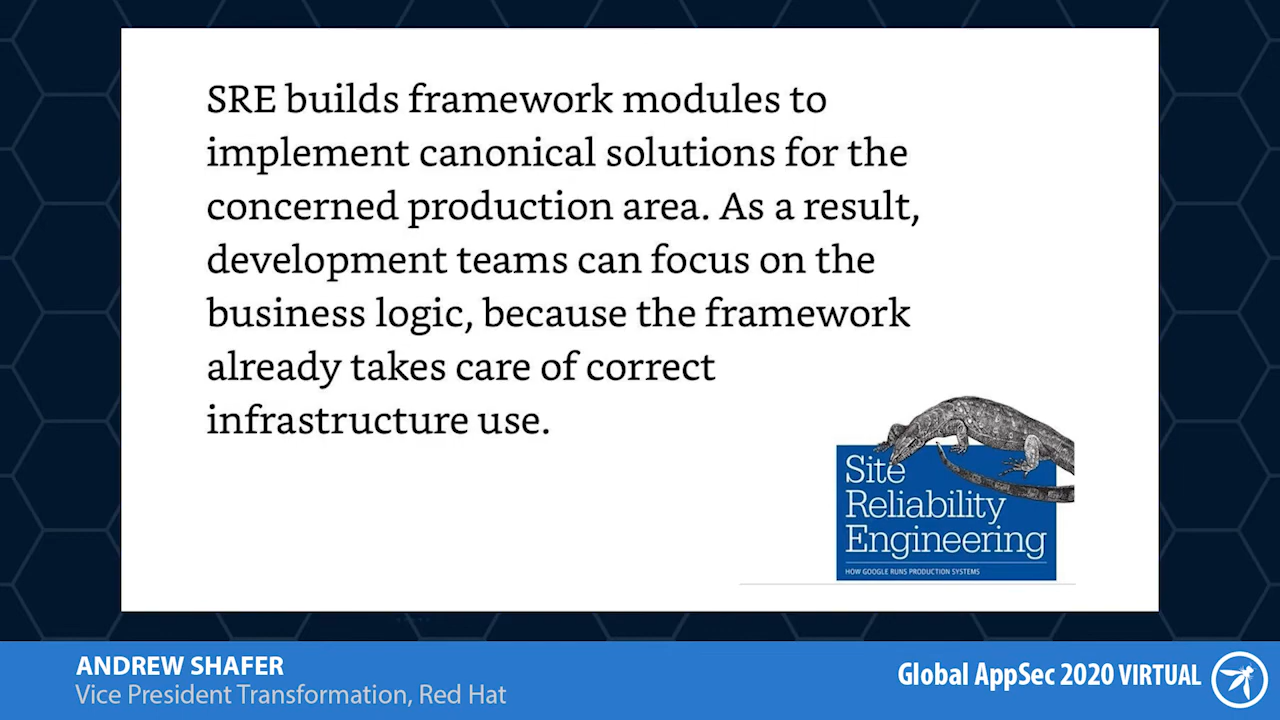 SRE builds framework modules to
implement canonical solutions for the
concerned production area. As a result,
development teams can focus on the
business logic, because the framework
already takes care of correct
infrastructure use.
Site
Reliability
Engineering
HOW GOOGLE RUNS PRODUCTION SYSTEMS
ANDREW SHAFER
Vice President Transformation, Red Hat
Global AppSec 2020 VIRTUAL